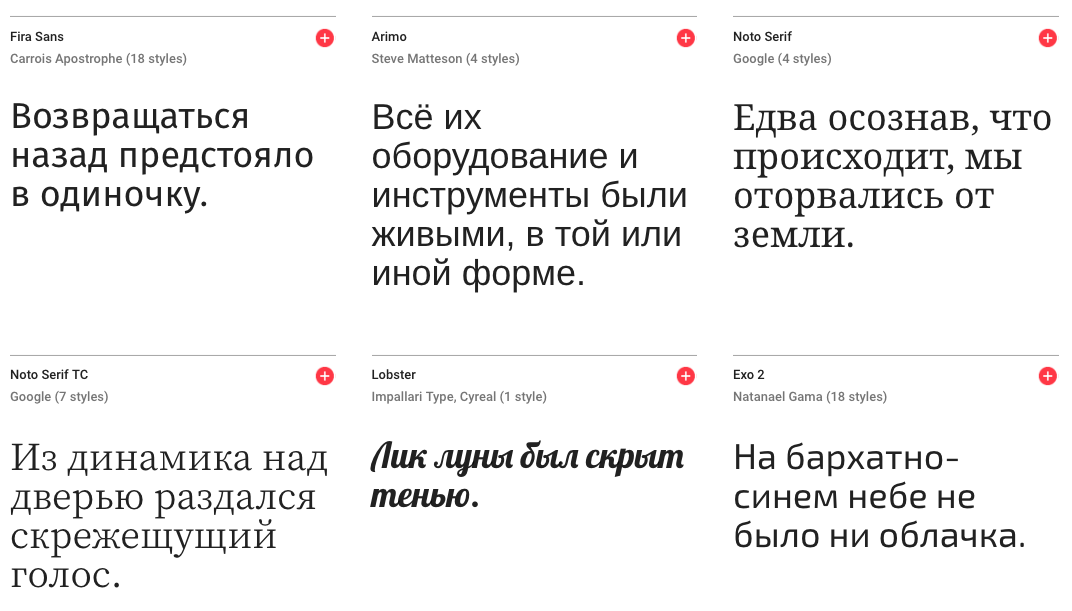 Fira Sans
Carrois Apostrophe (18 styles)
Возвращаться
назад предстояло
в одиночку.
Arimo
Steve Matteson (4 styles)
Всё их
оборудование и
инструменты были
живыми, в той или
иной форме.
Noto Serif
Google (4 styles)
Едва осознав, что
происходит, мы
оторвались от
земли.
Noto Serif TC
Google (7 styles)
Из динамика над
дверью раздался
скрежещущий
голос.
Lobster
Impallari Type, Cyreal (1 style)
Лик луны был скрыт
тенью.
Exo 2
Natanael Gama (18 styles)
На бархатно-
синем небе не
было ни облачка.